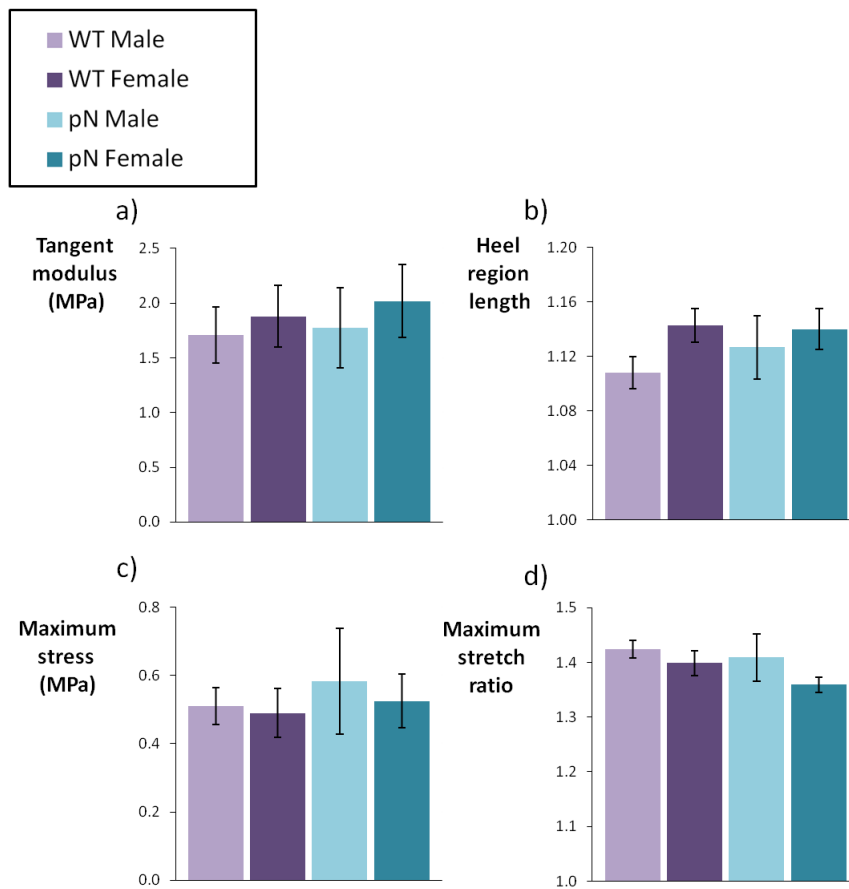 WT Male
WT Female
pN Male
pN Female
a)
Tangent
modulus
(MPa)
2.5
2.0
1.5
1.0
0.5
0.0
b)
Heel
region
length
1.20
1.16
1.12
1.08
1.04
1.00
c)
Maximum
stress
(MPa)
0.8
0.6
0.4
0.2
0.0
d)
Maximum
stretch
ratio
1.5
1.4
1.3
1.2
1.1
1.0